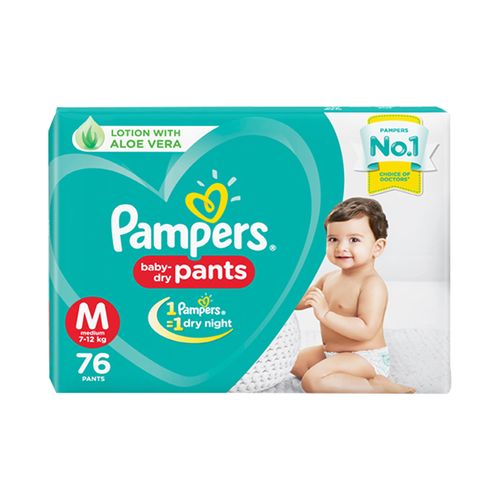 LOTION WITH
ALOE VERA
PAMPERS
No.1
CHOICE OF
DOCTORS*
Pampers®
baby-dry pants
1 Pampers®
=1 dry night
M
medium
7-12 kg
76
PANTS